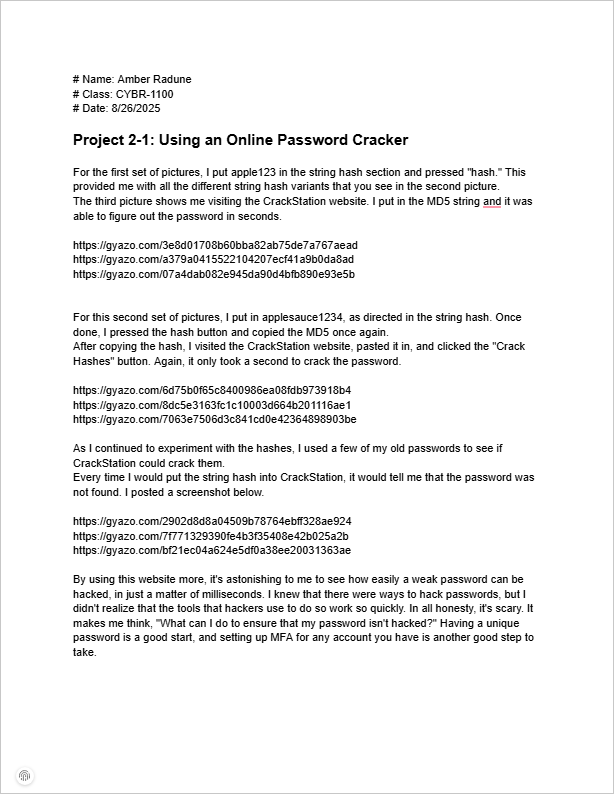 # Name: Amber Radune
# Class: CYBR-1100
# Date: 8/26/2025
Project 2-1: Using an Online Password Cracker
For the first set of pictures, I put apple123 in the string hash section and pressed "hash." This
provided me with all the different string hash variants that you see in the second picture.
The third picture shows me visiting the CrackStation website. I put in the MD5 string and it was
able to figure out the password in seconds.
https://gyazo.com/3e8d01708b60bba82ab75de7a767aead
https://gyazo.com/a379a0415522104207ecf41a9b0da8ad
https://gyazo.com/07a4dab082e945da90d4bfb890e93e5b
For this second set of pictures, I put in applesauce1234, as directed in the string hash. Once
done, I pressed the hash button and copied the MD5 once again.
After copying the hash, I visited the CrackStation website, pasted it in, and clicked the "Crack
Hashes" button. Again, it only took a second to crack the password.
https://gyazo.com/6d75b0f65c8400986ea08fdb973918b4
https://gyazo.com/8dc5e3163fc1c10003d664b201116ae1
https://gyazo.com/7063e7506d3c841cd0e42364898903be
As I continued to experiment with the hashes, I used a few of my old passwords to see if
CrackStation could crack them.
Every time I would put the string hash into CrackStation, it would tell me that the password was
not found. I posted a screenshot below.
https://gyazo.com/2902d8d8a04509b78764ebff328ae924
https://gyazo.com/7f771329390fe4b3f35408e42b025a2b
https://gyazo.com/bf21ec04a624e5df0a38ee20031363ae
By using this website more, it's astonishing to me to see how easily a weak password can be
hacked, in just a matter of milliseconds. I knew that there were ways to hack passwords, but I
didn't realize that the tools that hackers use to do so work so quickly. In all honesty, it's scary. It
makes me think, "What can I do to ensure that my password isn't hacked?" Having a unique
password is a good start, and setting up MFA for any account you have is another good step to
take.